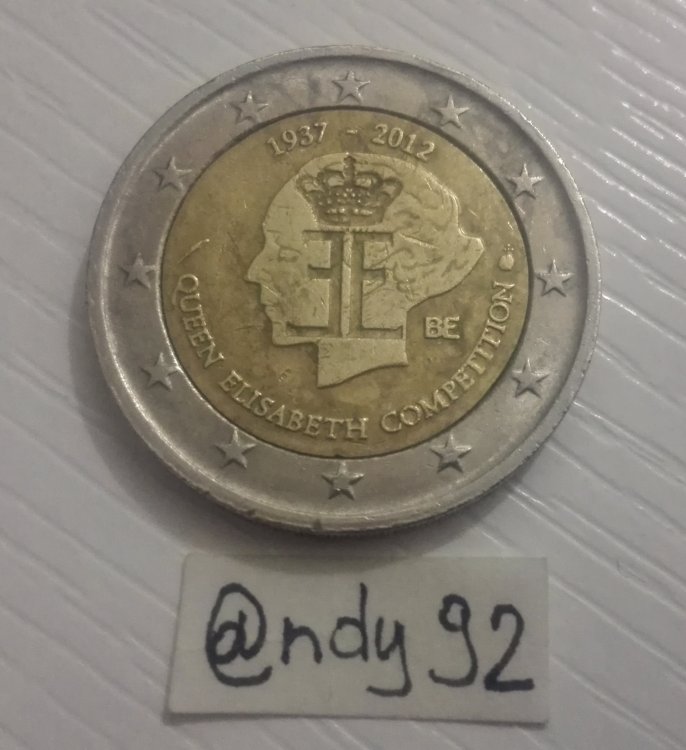 1937 - 2012
QUEEN ELISABETH COMPETITION
BE
@ndy92